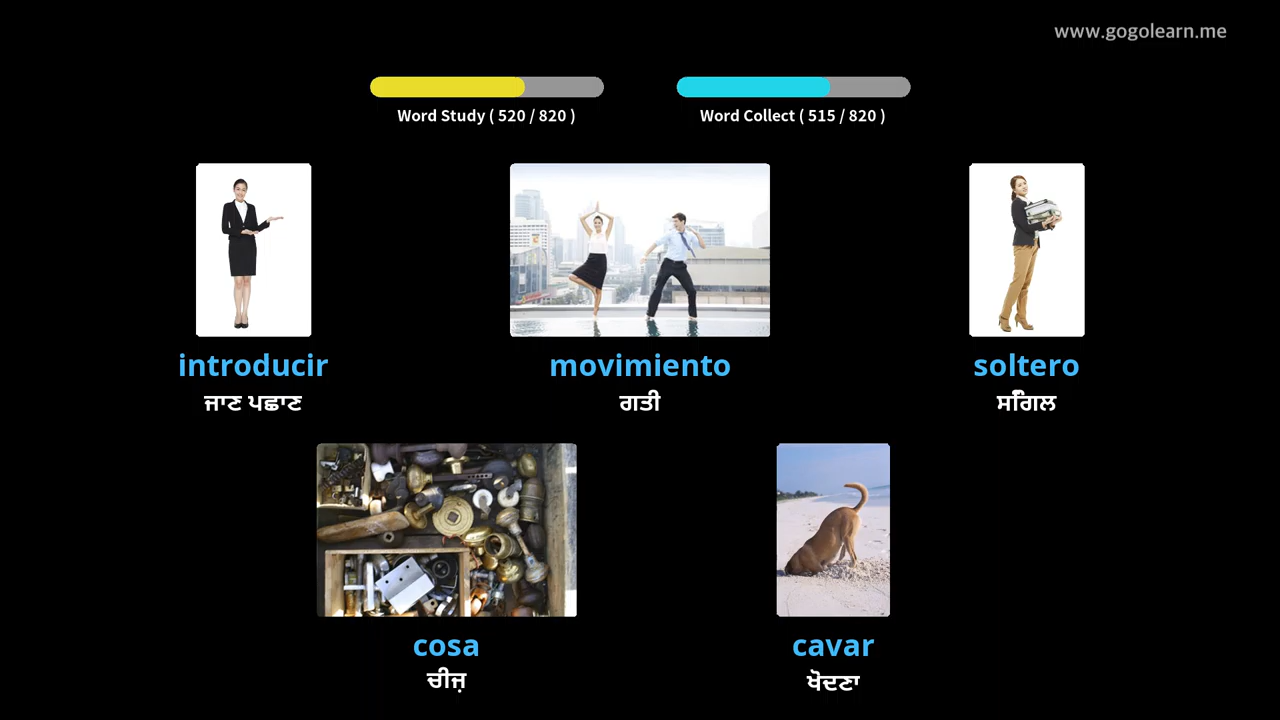 www.gogolearn.me
Word Study ( 520 / 820 )
Word Collect ( 515 / 820 )
introducir
ਜਾਣ ਪਛਾਣ
movimiento
ਗਤੀ
soltero
ਸਿੰਗਿਲ
cosa
ਚੀਜ਼
cavar
ਖੋਦਣਾ